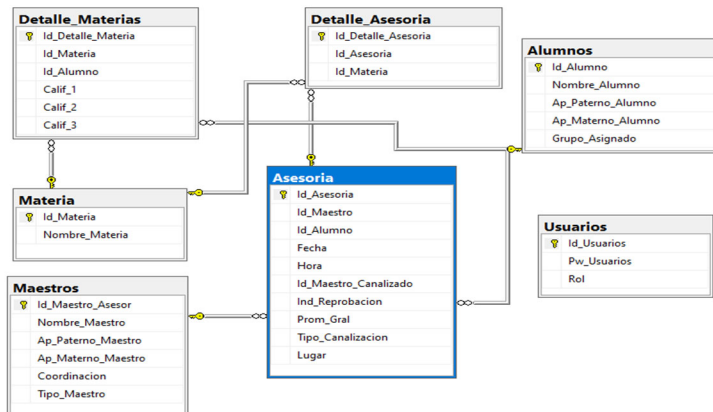 Detalle_Materias
Id_Detalle_Materia
Id_Materia
Id_Alumno
Calif_1
Calif_2
Calif_3
Detalle_Asesoria
Id_Detalle_Asesoria
Id_Asesoria
Id_Materia
Alumnos
Id_Alumno
Nombre_Alumno
Ap_Paterno_Alumno
Ap_Materno_Alumno
Grupo_Asignado
Materia
Id_Materia
Nombre_Materia
Asesoria
Id_Asesoria
Id_Maestro
Id_Alumno
Fecha
Hora
Id_Maestro_Canalizado
Ind_Reprobacion
Prom_Gral
Tipo_Canalizacion
Lugar
Usuarios
Id_Usuarios
Pw_Usuarios
Rol
Maestros
Id_Maestro_Asesor
Nombre_Maestro
Ap_Paterno_Maestro
Ap_Materno_Maestro
Coordinacion
Tipo_Maestro